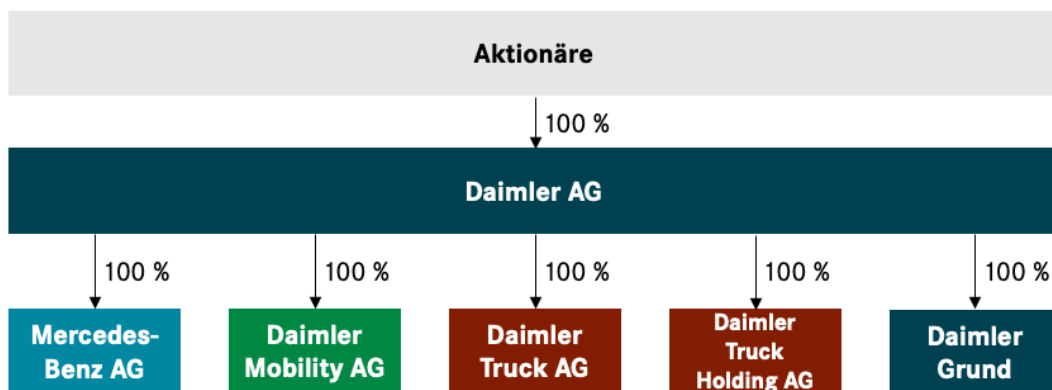 Aktionäre
100 %
Daimler AG
100 %
100 %
100 %
100 %
100 %
Mercedes-
Benz AG
Daimler
Mobility AG
Daimler
Truck AG
Daimler
Truck
Holding AG
Daimler
Grund